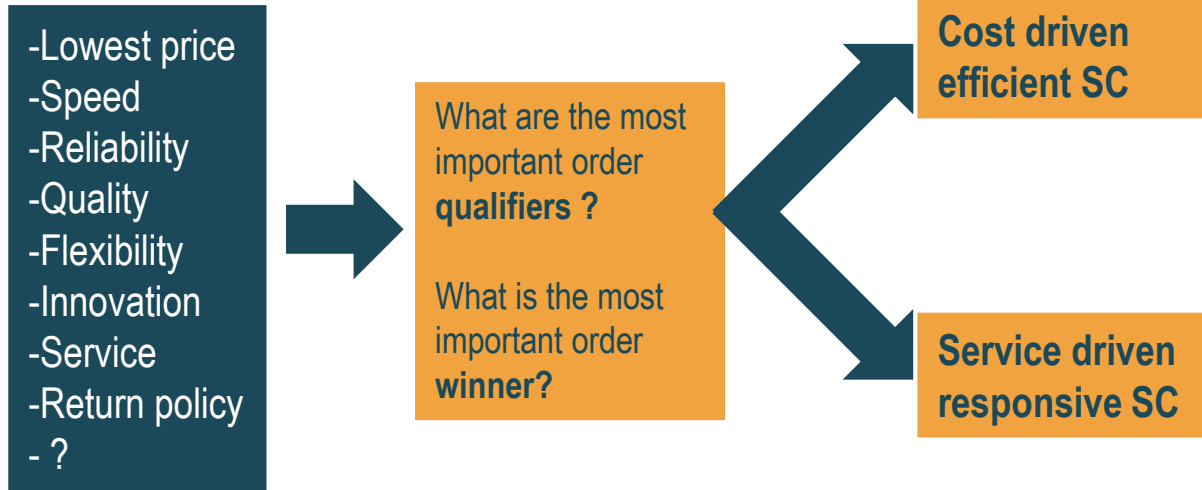 -Lowest price
-Speed
-Reliability
-Quality
-Flexibility
-Innovation
-Service
-Return policy
- ?
What are the most
important order
qualifiers ?
What is the most
important order
winner?
Cost driven
efficient SC
Service driven
responsive SC